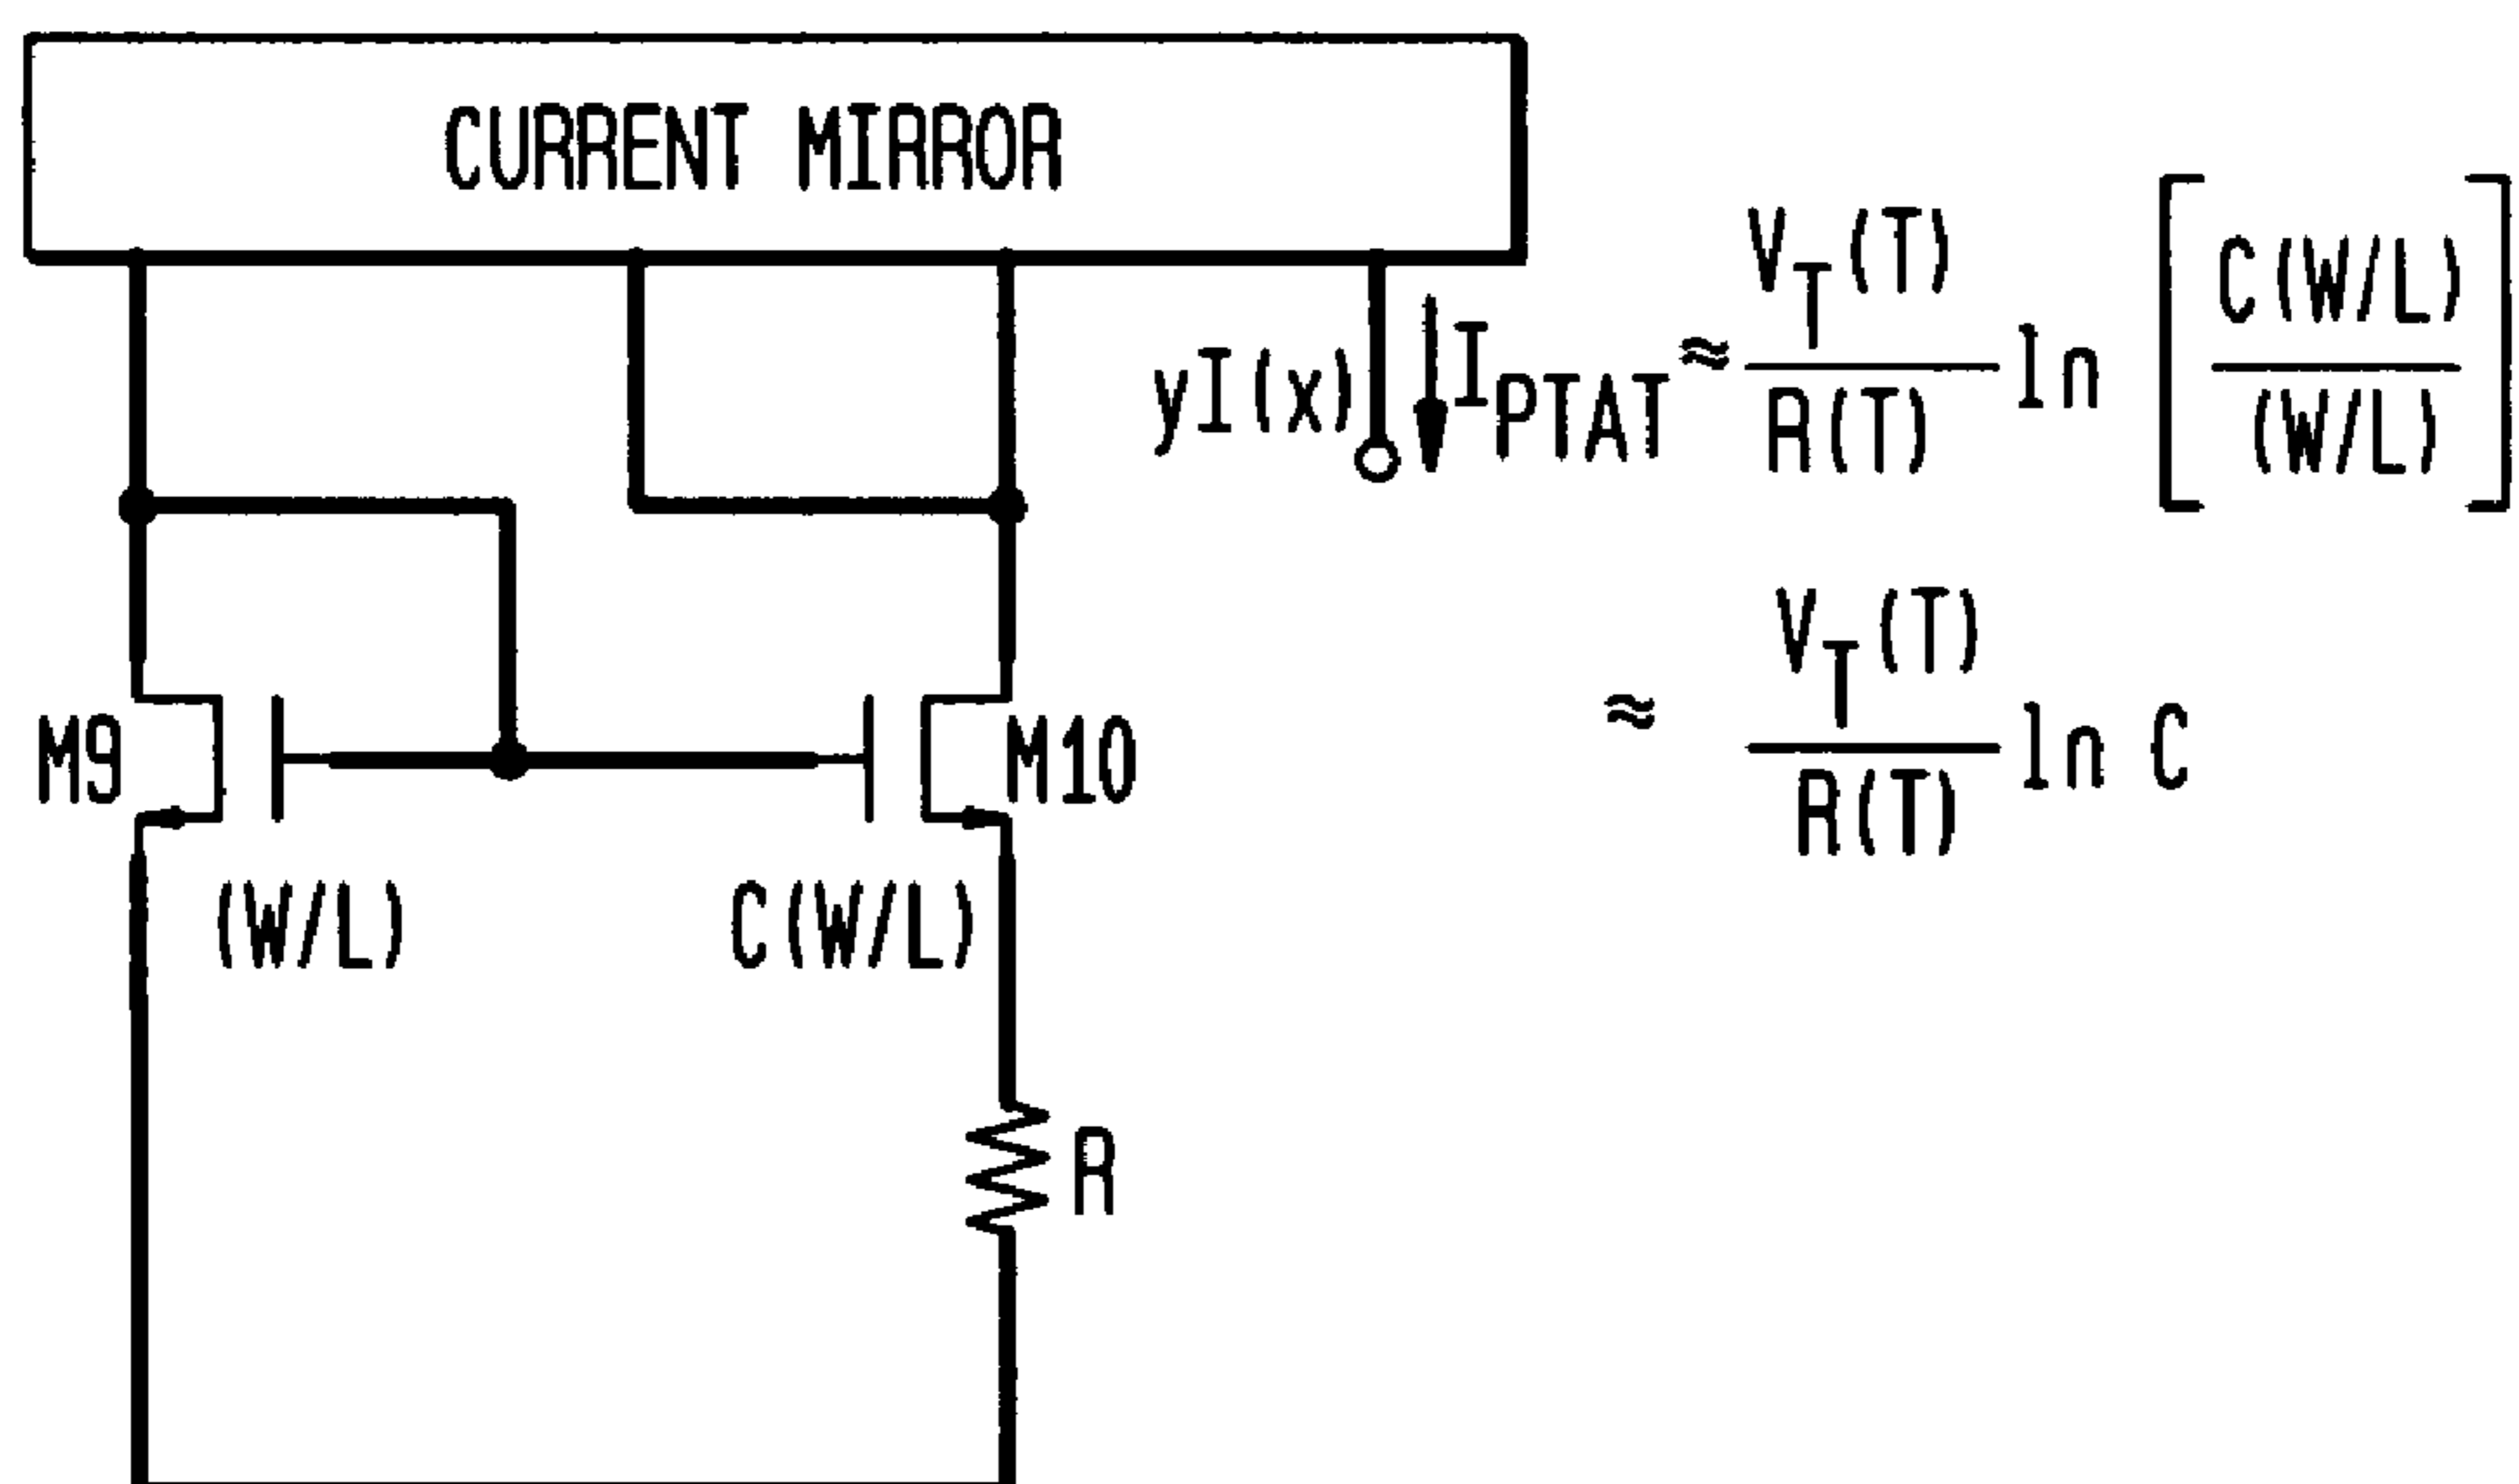 CURRENT MIRROR
yI(x)
I_PTAT ≈ V_T(T) / R(T) ln [ C(W/L) / (W/L) ]
≈ V_T(T) / R(T) ln C
M9
M10
(W/L)
C(W/L)
R